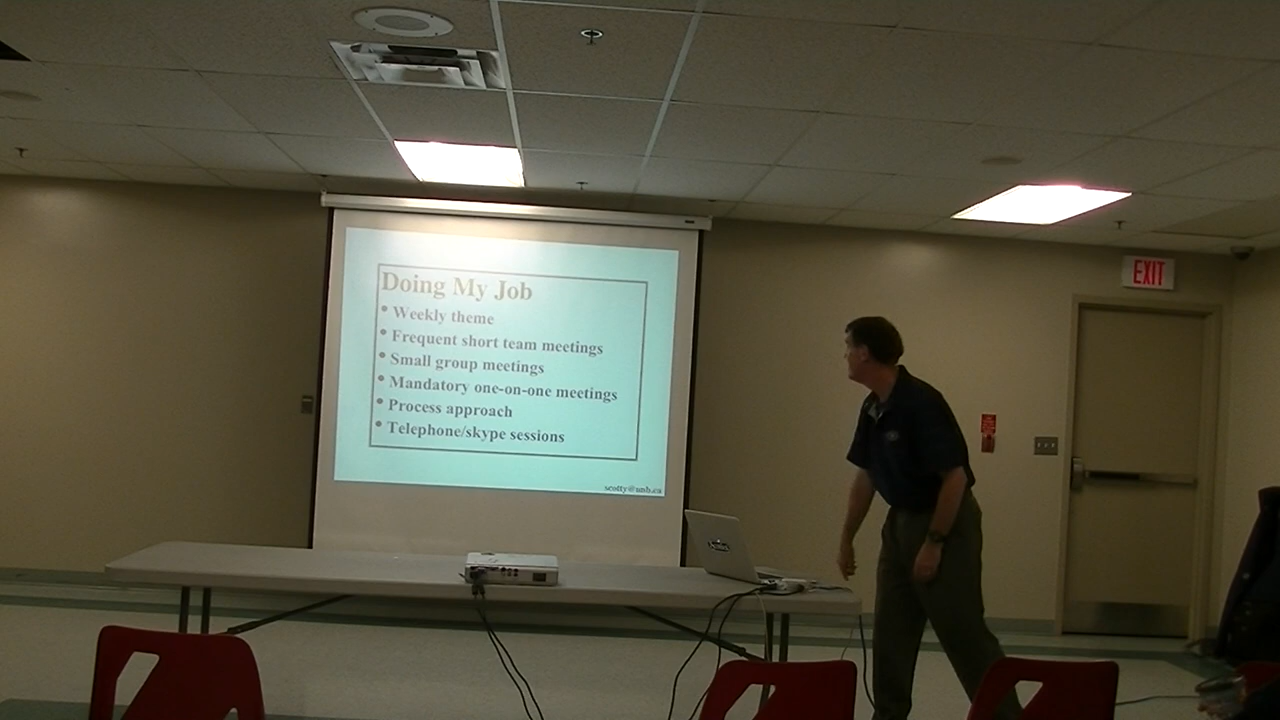 EXIT
Doing My Job
• Weekly theme
• Frequent short team meetings
• Small group meetings
• Mandatory one-on-one meetings
• Process approach
• Telephone/skype sessions
scotty@unb.ca